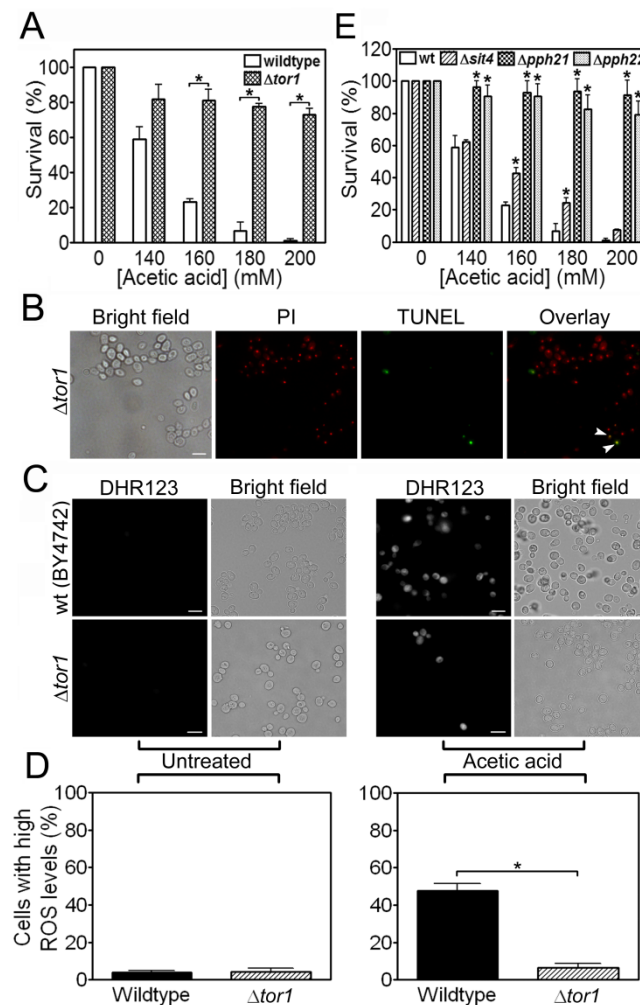 A
Survival (%)
100
80
60
40
20
0
wildtype
Δtor1
*
*
*
0 140 160 180 200
[Acetic acid] (mM)
E
Survival (%)
120
100
80
60
40
20
0
wt Δsit4 Δpph21 Δpph22
* * * * * * * * * *
0 140 160 180 200
[Acetic acid] (mM)
B
Bright field PI TUNEL Overlay
Δtor1
C
DHR123 Bright field DHR123 Bright field
wt (BY4742)
Δtor1
Untreated Acetic acid
D
Cells with high
ROS levels (%)
100
80
60
40
20
0
Wildtype Δtor1
100
80
60
40
20
0
*
Wildtype Δtor1